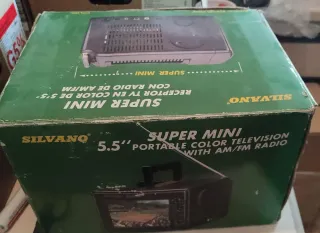 SUPER MINI
RECEPTOR TV EN COLOR DE 5'5"
CON RADIO DE AM/FM
SUPER MINI
SILVANO
SILVANO
SUPER MINI
5.5" PORTABLE COLOR TELEVISION
WITH AM/FM RADIO